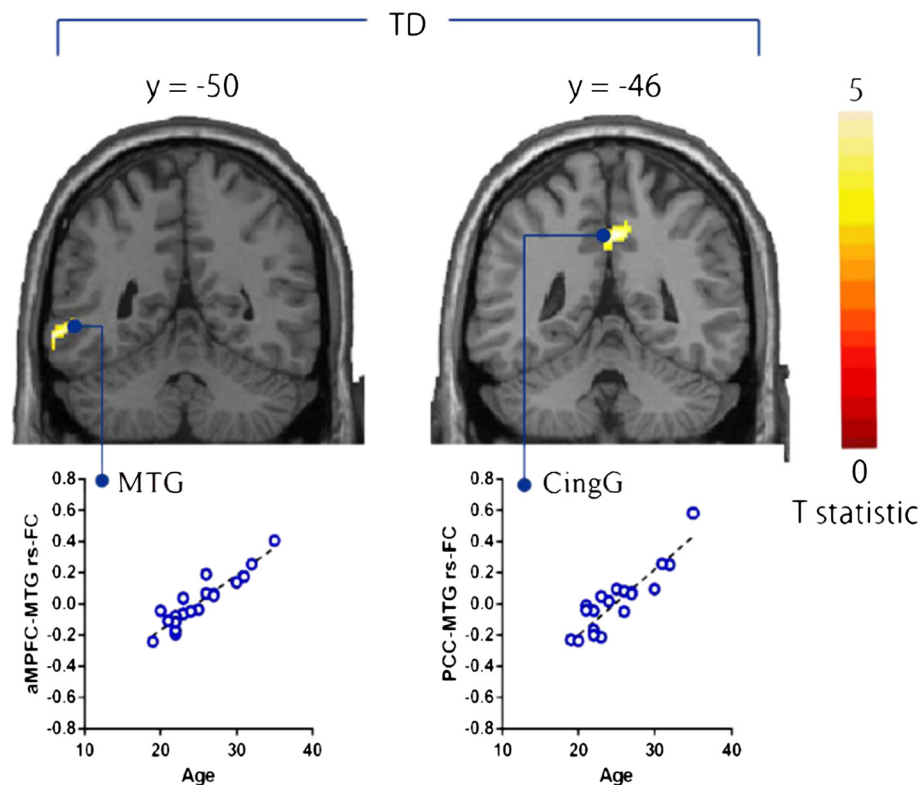 TD
y = -50
y = -46
5
0
T statistic
MTG
CingG
aMPFC-MTG rs-FC
0.8
0.6
0.4
0.2
0.0
-0.2
-0.4
-0.6
-0.8
10 20 30 40
Age
PCC-MTG rs-FC
0.8
0.6
0.4
0.2
0.0
-0.2
-0.4
-0.6
-0.8
10 20 30 40
Age